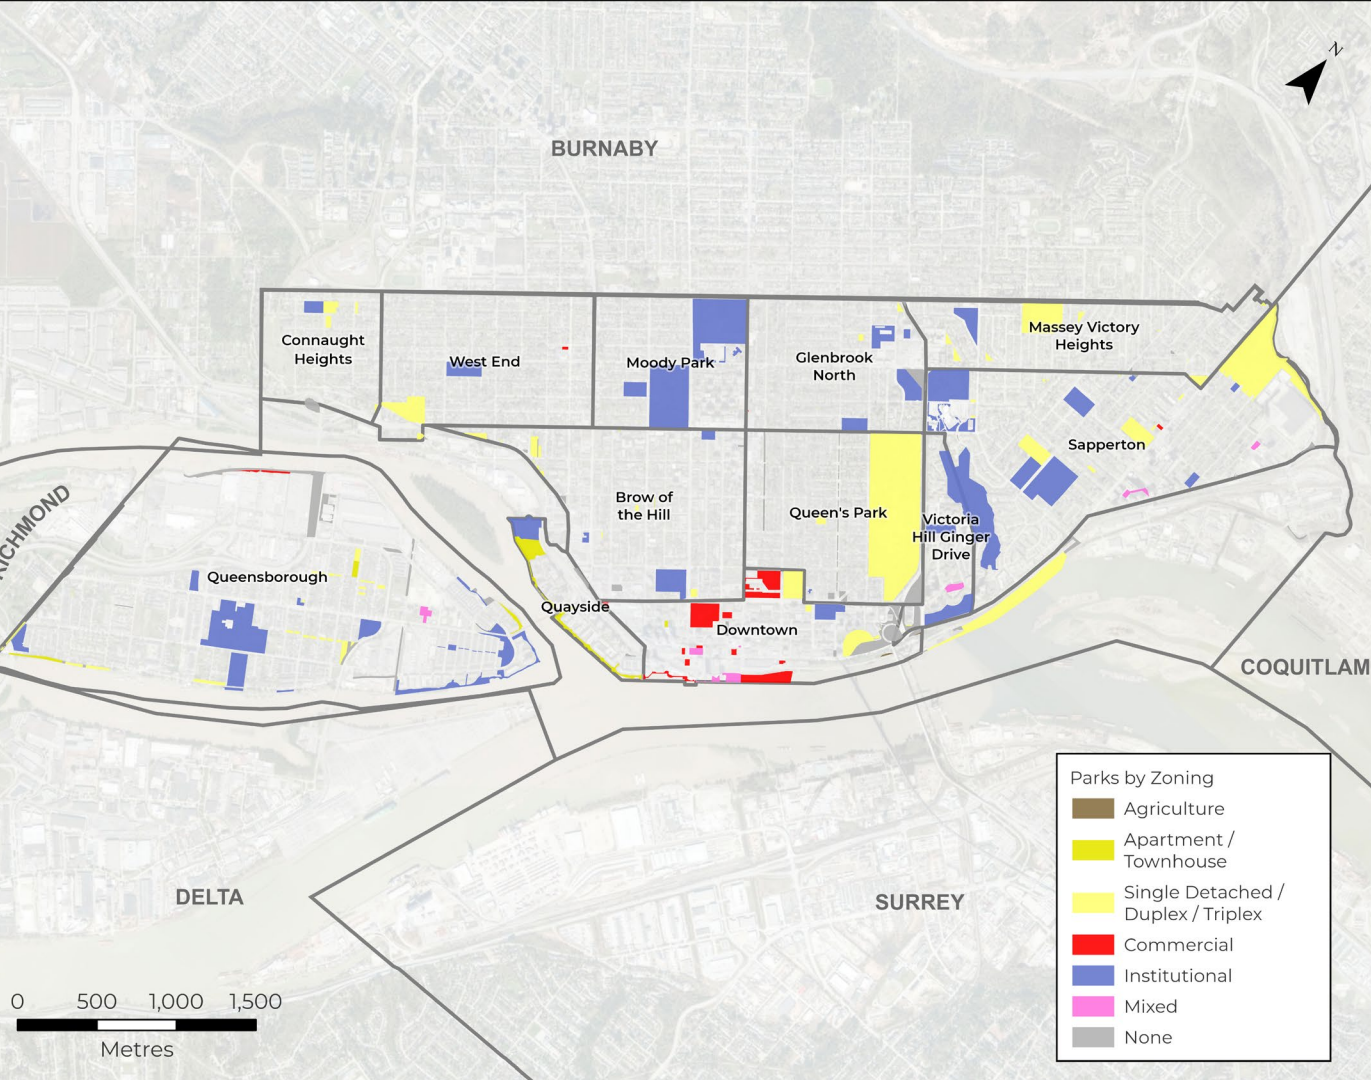 N
BURNABY
Connaught
Heights
West End
Moody Park
Glenbrook
North
Massey Victory
Heights
Sapperton
Brow of
the Hill
Queen's Park
Victoria
Hill Ginger
Drive
RICHMOND
Queensborough
Quayside
Downtown
COQUITLAM
DELTA
SURREY
Parks by Zoning
Agriculture
Apartment /
Townhouse
Single Detached /
Duplex / Triplex
Commercial
Institutional
Mixed
None
0 500 1,000 1,500
Metres